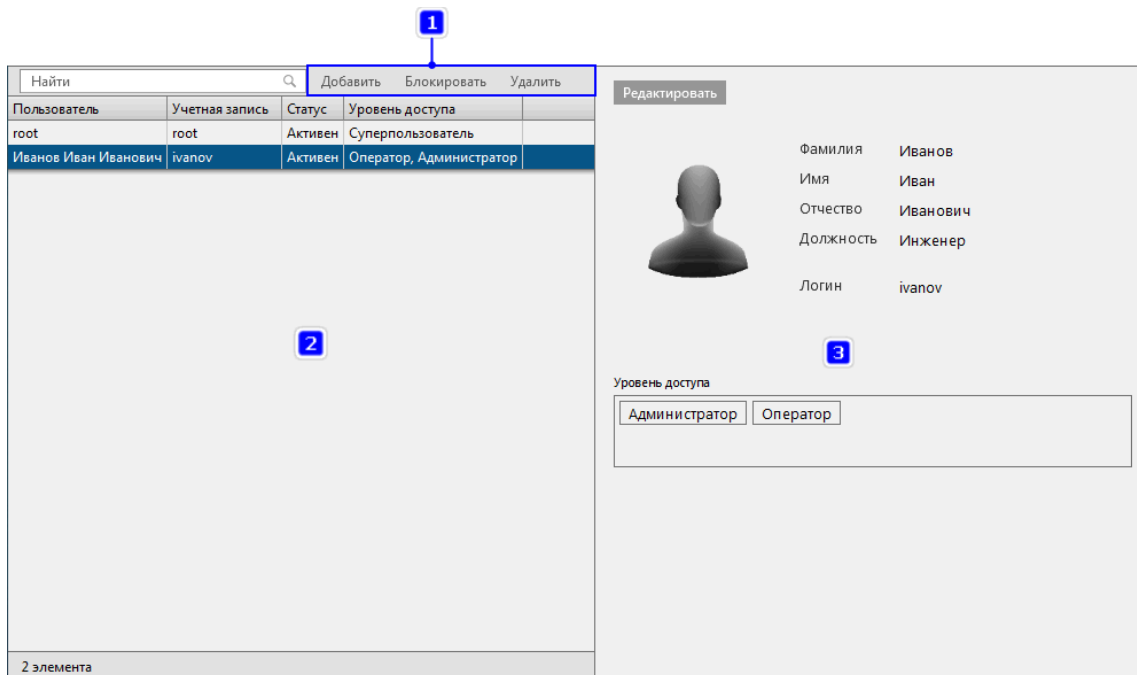 1
Найти Добавить Блокировать Удалить
Пользователь Учетная запись Статус Уровень доступа
root root Активен Суперпользователь
Иванов Иван Иванович ivanov Активен Оператор, Администратор
2
2 элемента
Редактировать
Фамилия Иванов
Имя Иван
Отчество Иванович
Должность Инженер
Логин ivanov
3
Уровень доступа
Администратор Оператор